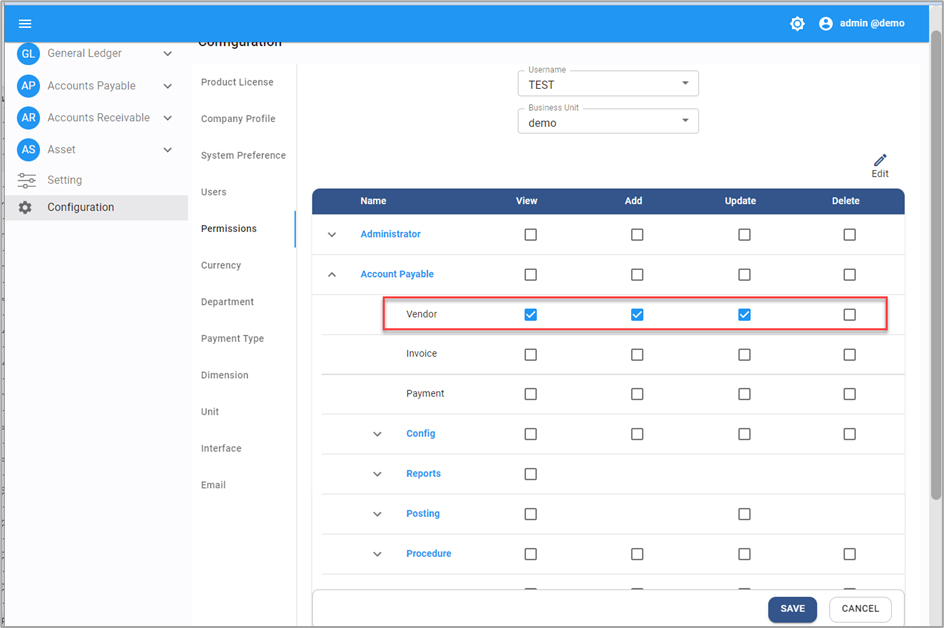 admin @demo
GL General Ledger
AP Accounts Payable
AR Accounts Receivable
AS Asset
Setting
Configuration
Configuration
Product License
Company Profile
System Preference
Users
Permissions
Currency
Department
Payment Type
Dimension
Unit
Interface
Email
Username
TEST
Business Unit
demo
Edit
Name View Add Update Delete
Administrator
Account Payable
Vendor
Invoice
Payment
Config
Reports
Posting
Procedure
SAVE CANCEL